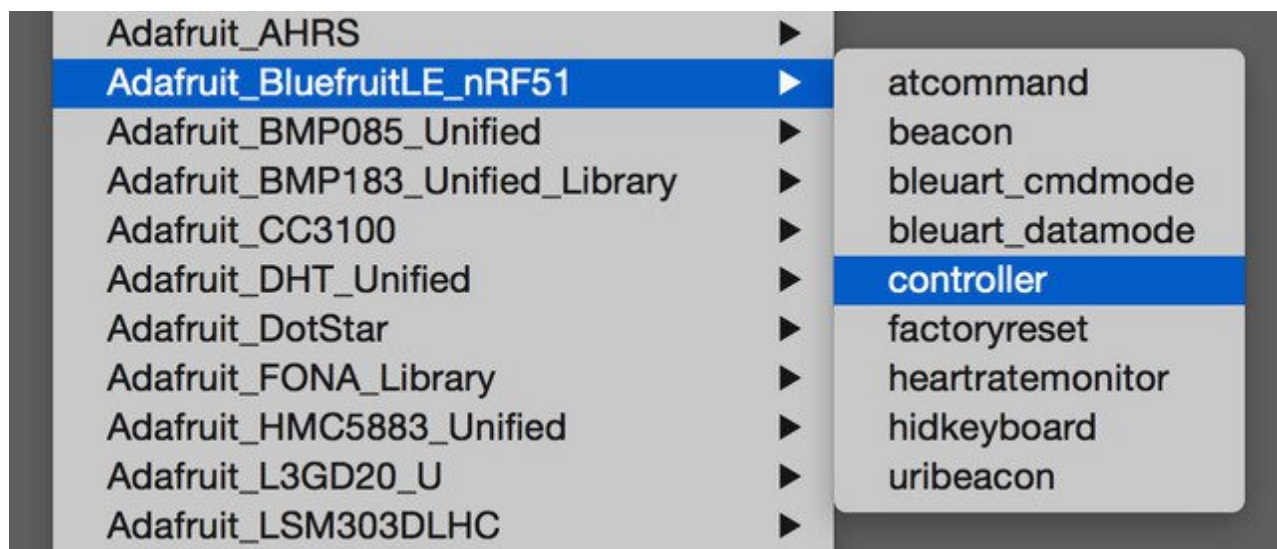 Adafruit_AHRS
Adafruit_BluefruitLE_nRF51
Adafruit_BMP085_Unified
Adafruit_BMP183_Unified_Library
Adafruit_CC3100
Adafruit_DHT_Unified
Adafruit_DotStar
Adafruit_FONA_Library
Adafruit_HMC5883_Unified
Adafruit_L3GD20_U
Adafruit_LSM303DLHC
atcommand
beacon
bleuart_cmdmode
bleuart_datamode
controller
factoryreset
heartratemonitor
hidkeyboard
uribeacon